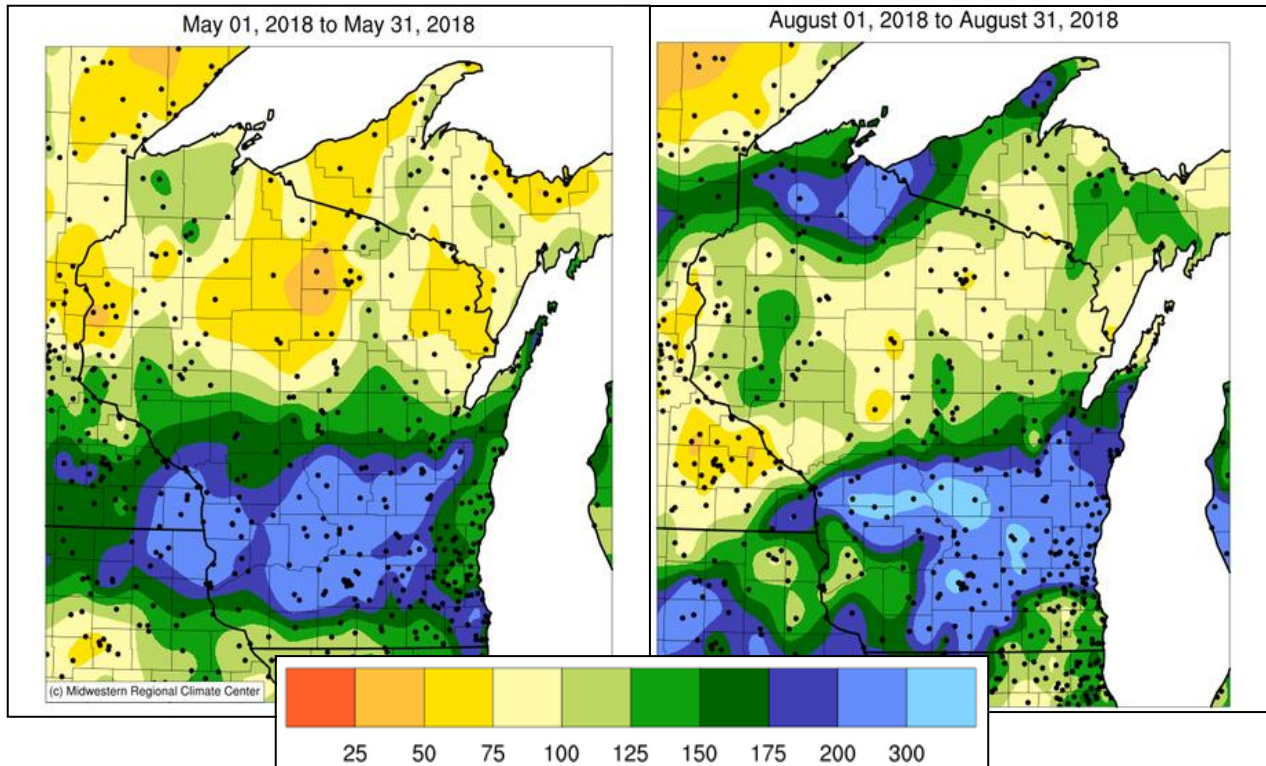 May 01, 2018 to May 31, 2018
August 01, 2018 to August 31, 2018
(c) Midwestern Regional Climate Center
25 50 75 100 125 150 175 200 300